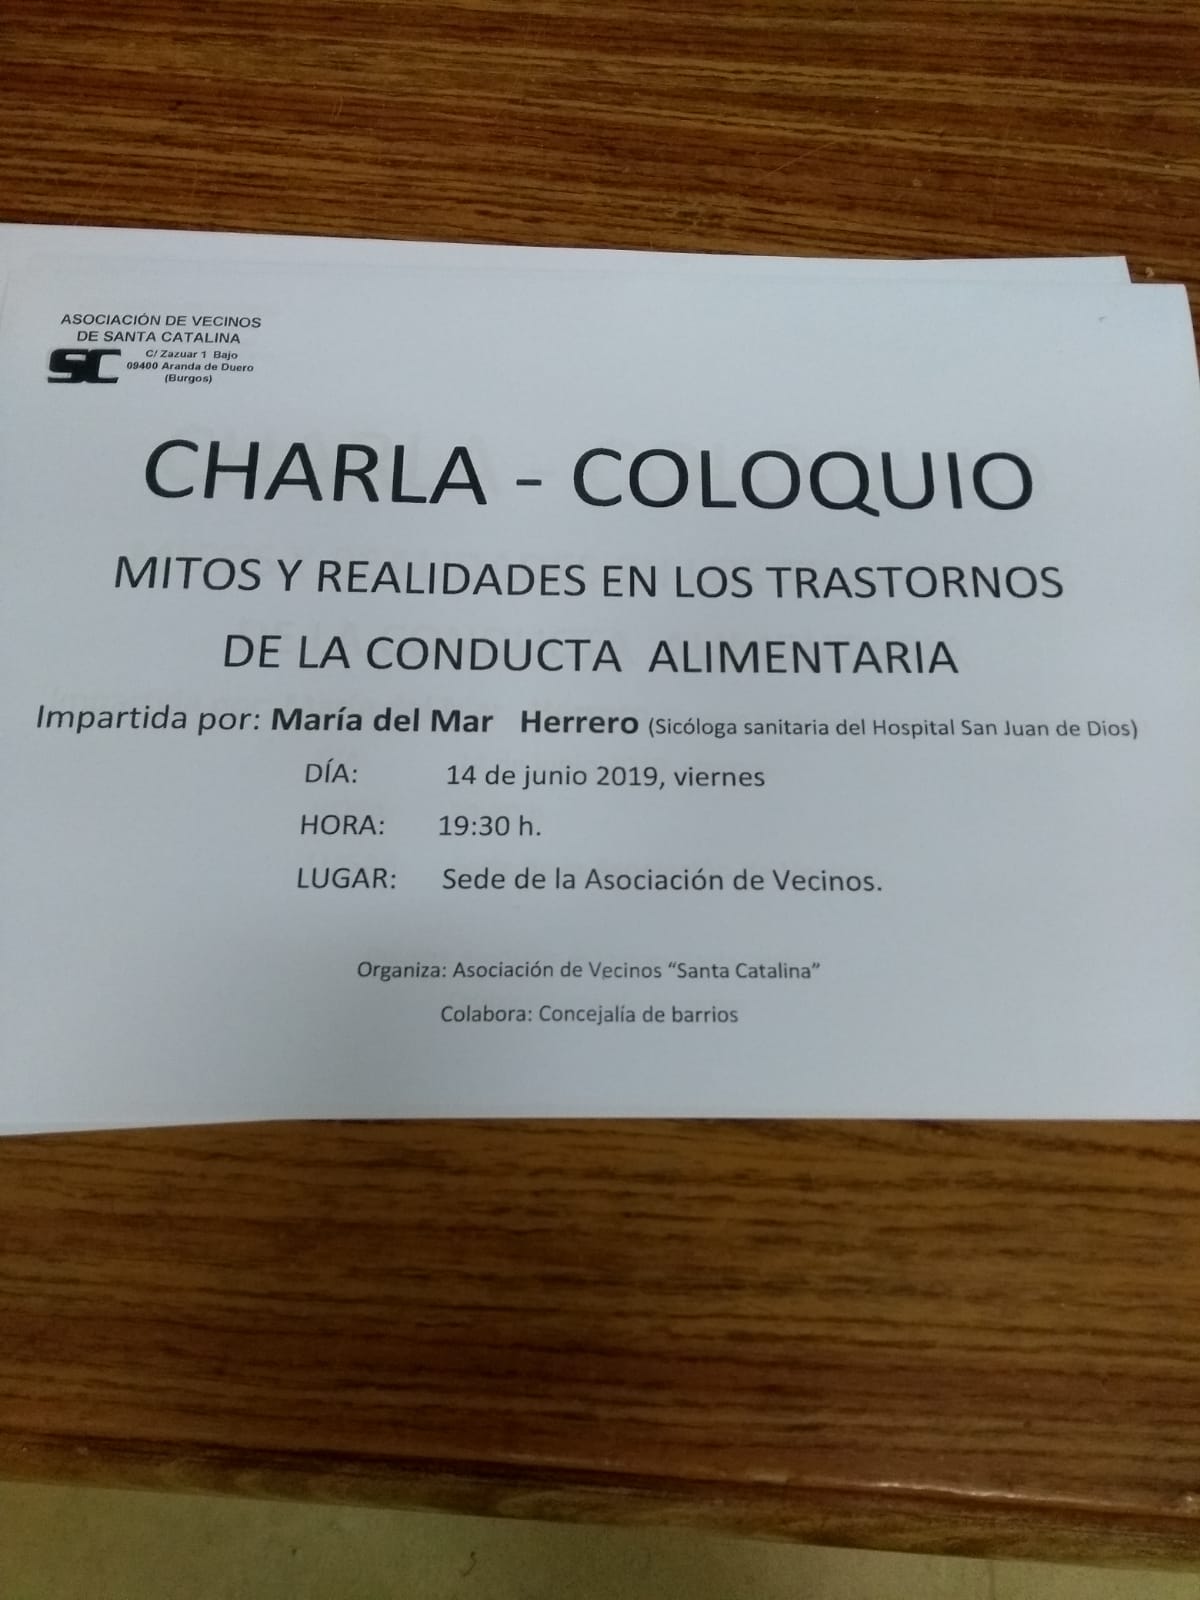 ASOCIACIÓN DE VECINOS
DE SANTA CATALINA
SC
C/ Zazuar 1 Bajo
09400 Aranda de Duero
(Burgos)
CHARLA - COLOQUIO
MITOS Y REALIDADES EN LOS TRASTORNOS
DE LA CONDUCTA ALIMENTARIA
Impartida por: María del Mar Herrero (Sicóloga sanitaria del Hospital San Juan de Dios)
DÍA: 14 de junio 2019, viernes
HORA: 19:30 h.
LUGAR: Sede de la Asociación de Vecinos.
Organiza: Asociación de Vecinos “Santa Catalina”
Colabora: Concejalía de barrios